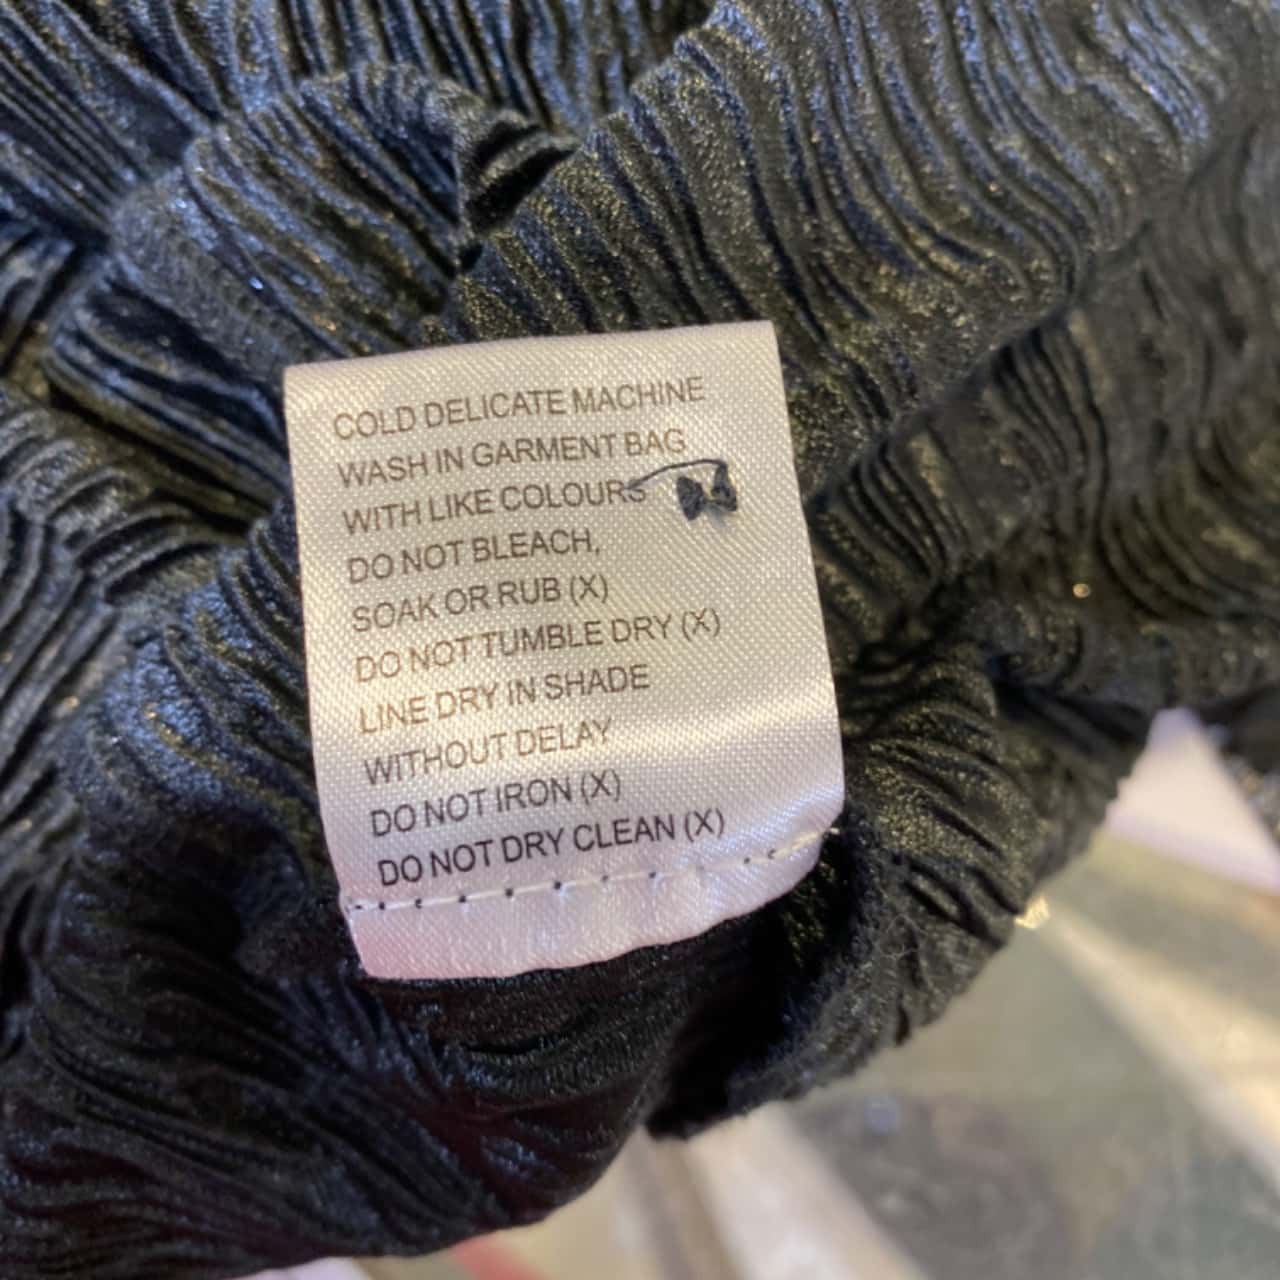 COLD DELICATE MACHINE
WASH IN GARMENT BAG
WITH LIKE COLOURS
DO NOT BLEACH,
SOAK OR RUB (X)
DO NOT TUMBLE DRY (X)
LINE DRY IN SHADE
WITHOUT DELAY
DO NOT IRON (X)
DO NOT DRY CLEAN (X)